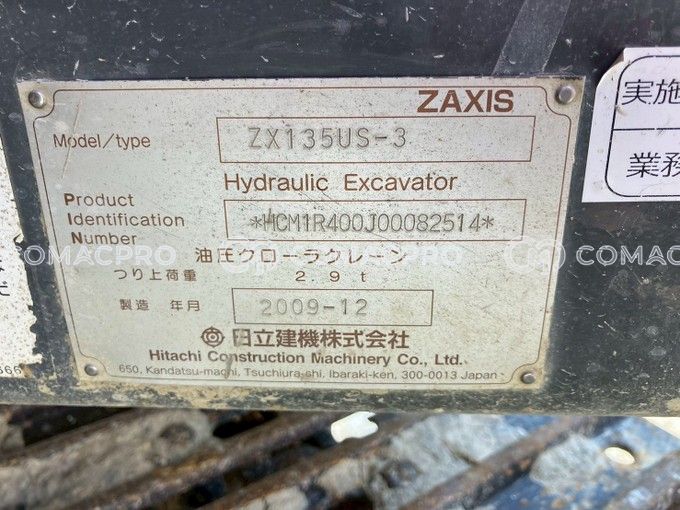 ZAXIS
Model/type ZX135US-3
Hydraulic Excavator
Product
Identification *HCM1R400J00082514*
Number
油圧クローラクレーン
つり上荷重 2.9t
製造 年月 2009-12
日立建機株式会社
Hitachi Construction Machinery Co., Ltd.
650, Kandatsu-machi, Tsuchiura-shi, Ibaraki-ken, 300-0013 Japan
実施
業務
COMACPRO COMACPRO COMACPRO